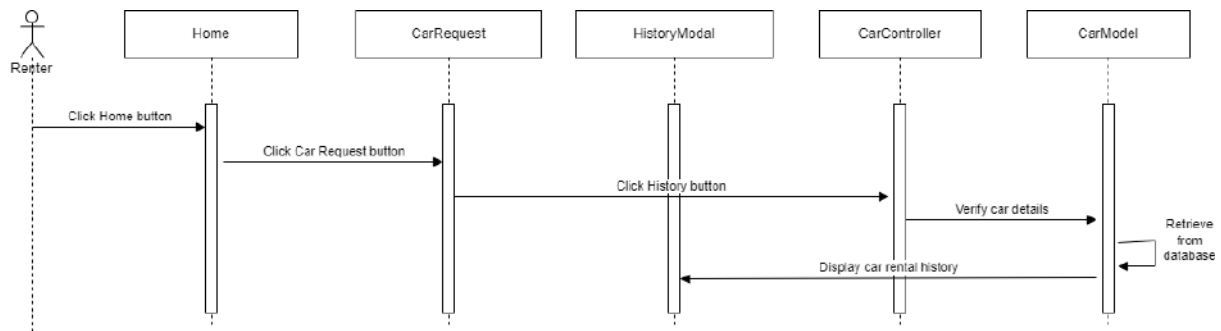 Renter
Home
CarRequest
HistoryModal
CarController
CarModel
Click Home button
Click Car Request button
Click History button
Verify car details
Retrieve
from
database
Display car rental history